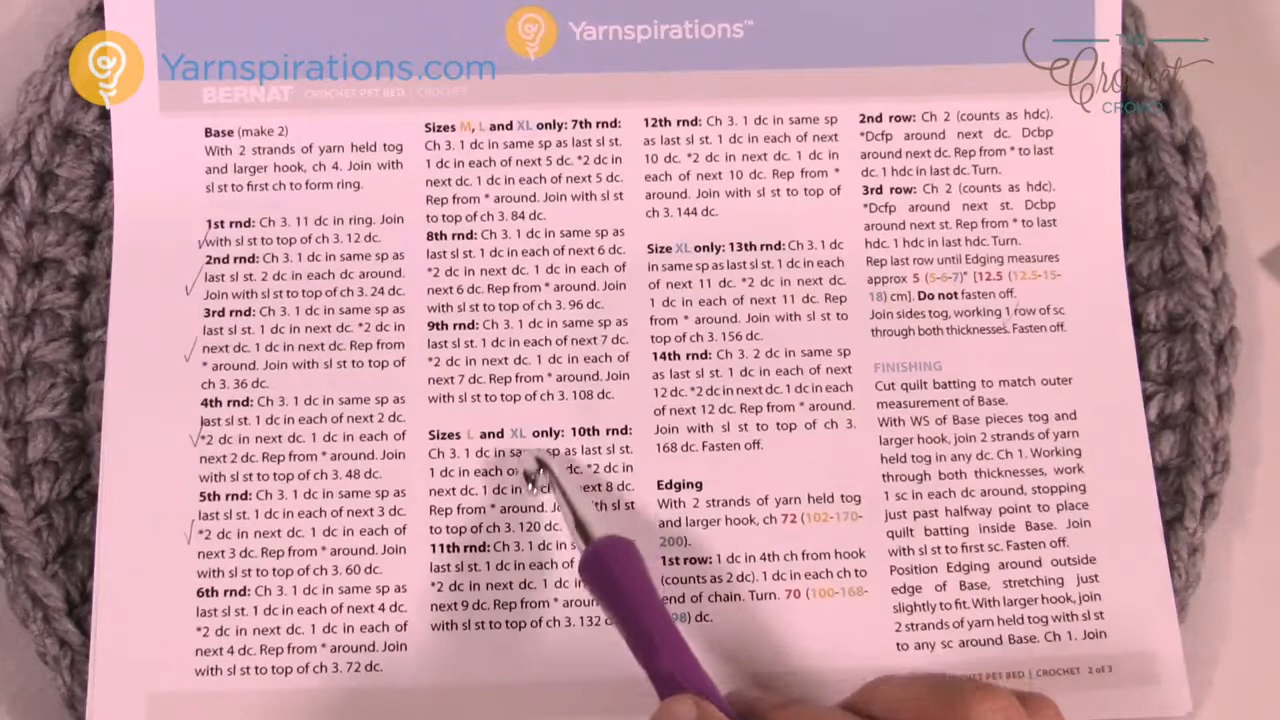 Yarnspirations™
Yarnspirations.com
THE
Crochet
CROWD
BERNAT CROCHET PET BED | CROCHET
Base (make 2)
With 2 strands of yarn held tog
and larger hook, ch 4. Join with
sl st to first ch to form ring.
1st rnd: Ch 3. 11 dc in ring. Join
with sl st to top of ch 3. 12 dc.
2nd rnd: Ch 3. 1 dc in same sp as
last sl st. 2 dc in each dc around.
Join with sl st to top of ch 3. 24 dc.
3rd rnd: Ch 3. 1 dc in same sp as
last sl st. 1 dc in next dc. *2 dc in
next dc. 1 dc in next dc. Rep from
* around. Join with sl st to top of
ch 3. 36 dc.
4th rnd: Ch 3. 1 dc in same sp as
last sl st. 1 dc in each of next 2 dc.
*2 dc in next dc. 1 dc in each of
next 2 dc. Rep from * around. Join
with sl st to top of ch 3. 48 dc.
5th rnd: Ch 3. 1 dc in same sp as
last sl st. 1 dc in each of next 3 dc.
*2 dc in next dc. 1 dc in each of
next 3 dc. Rep from * around. Join
with sl st to top of ch 3. 60 dc.
6th rnd: Ch 3. 1 dc in same sp as
last sl st. 1 dc in each of next 4 dc.
*2 dc in next dc. 1 dc in each of
next 4 dc. Rep from * around. Join
with sl st to top of ch 3. 72 dc.
Sizes M, L and XL only: 7th rnd:
Ch 3. 1 dc in same sp as last sl st.
1 dc in each of next 5 dc. *2 dc in
next dc. 1 dc in each of next 5 dc.
Rep from * around. Join with sl st
to top of ch 3. 84 dc.
8th rnd: Ch 3. 1 dc in same sp as
last sl st. 1 dc in each of next 6 dc.
*2 dc in next dc. 1 dc in each of
next 6 dc. Rep from * around. Join
with sl st to top of ch 3. 96 dc.
9th rnd: Ch 3. 1 dc in same sp as
last sl st. 1 dc in each of next 7 dc.
*2 dc in next dc. 1 dc in each of
next 7 dc. Rep from * around. Join
with sl st to top of ch 3. 108 dc.
Sizes L and XL only: 10th rnd:
Ch 3. 1 dc in sp as last sl st.
1 dc in each dc. *2 dc in
next dc. 1 dc in next 8 dc.
Rep from * around. with sl st
to top of ch 3. 120 dc.
11th rnd: Ch 3. 1 dc in
last sl st. 1 dc in each of
*2 dc in next dc. 1 dc in
next 9 dc. Rep from * around.
with sl st to top of ch 3. 132
12th rnd: Ch 3. 1 dc in same sp
as last sl st. 1 dc in each of next
10 dc. *2 dc in next dc. 1 dc in
each of next 10 dc. Rep from *
around. Join with sl st to top of
ch 3. 144 dc.
Size XL only: 13th rnd: Ch 3. 1 dc
in same sp as last sl st. 1 dc in each
of next 11 dc. *2 dc in next dc.
1 dc in each of next 11 dc. Rep
from * around. Join with sl st to
top of ch 3. 156 dc.
14th rnd: Ch 3. 2 dc in same sp
as last sl st. 1 dc in each of next
12 dc. *2 dc in next dc. 1 dc in each
of next 12 dc. Rep from * around.
Join with sl st to top of ch 3.
168 dc. Fasten off.
Edging
With 2 strands of yarn held tog
and larger hook, ch 72 (102-170-
200).
1st row: 1 dc in 4th ch from hook
(counts as 2 dc). 1 dc in each ch to
end of chain. Turn. 70 (100-168-
98) dc.
2nd row: Ch 2 (counts as hdc).
*Dcfp around next dc. Dcbp
around next dc. Rep from * to last
dc. 1 hdc in last dc. Turn.
3rd row: Ch 2 (counts as hdc).
*Dcfp around next st. Dcbp
around next st. Rep from * to last
hdc. 1 hdc in last hdc. Turn.
Rep last row until Edging measures
approx 5 (5-6-7)" [12.5 (12.5-15-
18) cm]. Do not fasten off.
Join sides tog, working 1 row of sc
through both thicknesses. Fasten off.
FINISHING
Cut quilt batting to match outer
measurement of Base.
With WS of Base pieces tog and
larger hook, join 2 strands of yarn
held tog in any dc. Ch 1. Working
through both thicknesses, work
1 sc in each dc around, stopping
just past halfway point to place
quilt batting inside Base. Join
with sl st to first sc. Fasten off.
Position Edging around outside
edge of Base, stretching just
slightly to fit. With larger hook, join
2 strands of yarn held tog with sl st
to any sc around Base. Ch 1. Join
PET BED | CROCHET 2 of 3